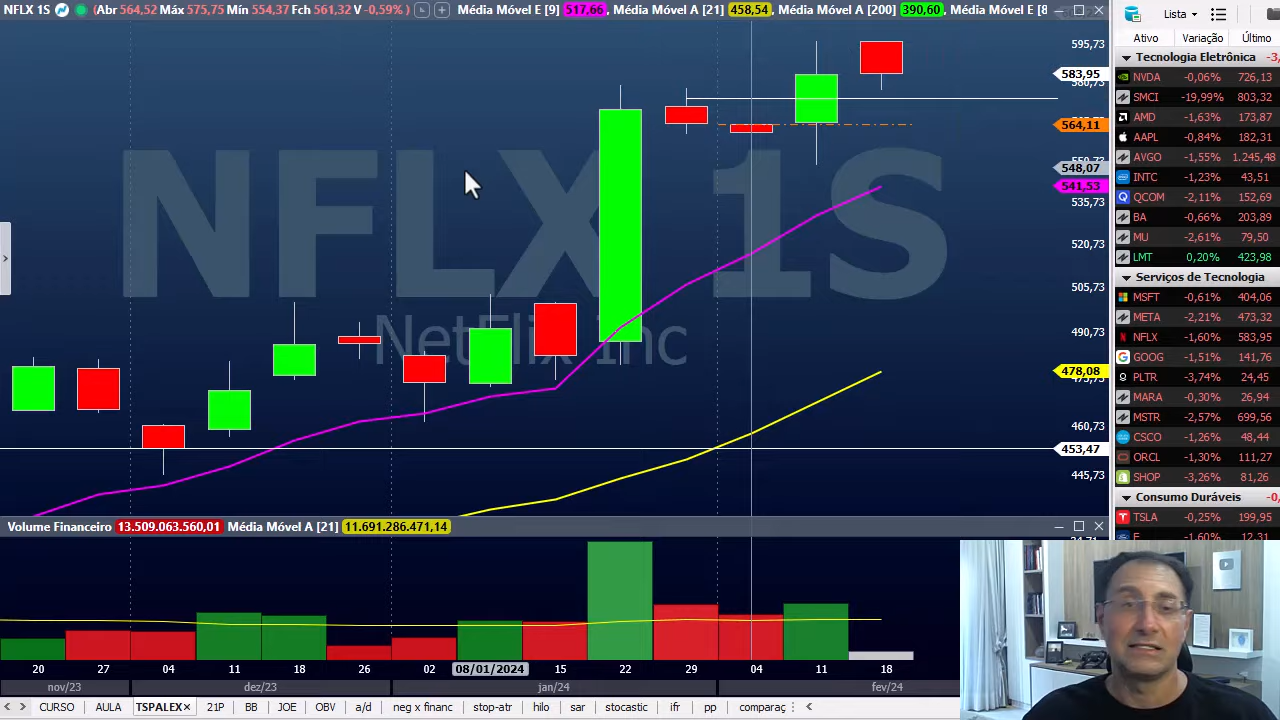 NFLX 1S (Abr 564,52 Máx 575,75 Mín 554,37 Fch 561,32 V -0,59% ) Média Móvel E [9] 517,66, Média Móvel A [21] 458,54, Média Móvel A [200] 390,60, Média Móvel E [8
595,73
583,95
564,11
548,07
541,53
535,73
520,73
505,73
490,73
478,08
460,73
453,47
445,73
NFLX 1S
NetFlix Inc
Volume Financeiro 13.509.063.560,01 Média Móvel A [21] 11.691.286.471,14
20 27 04 11 18 26 02 08/01/2024 15 22 29 04 11 18
nov/23 dez/23 jan/24 fev/24
CURSO AULA TSPALEX× 21P BB JOE OBV a/d neg x financ stop-atr hilo sar stocastic ifr pp comparaç
Lista
Ativo Variação Último
Tecnologia Eletrônica -3,
NVDA -0,06% 726,13
SMCI -19,99% 803,32
AMD -1,63% 173,87
AAPL -0,84% 182,31
AVGO -1,55% 1.245,48
INTC -1,23% 43,51
QCOM -2,11% 152,69
BA -0,66% 203,89
MU -2,61% 79,50
LMT 0,20% 423,98
Serviços de Tecnologia
MSFT -0,61% 404,06
META -2,21% 473,32
NFLX -1,60% 583,95
GOOG -1,51% 141,76
PLTR -3,74% 24,45
MARA -0,30% 26,94
MSTR -2,57% 699,56
CSCO -1,26% 48,44
ORCL -1,30% 111,27
SHOP -3,26% 81,26
Consumo Duráveis -0,
TSLA -0,25% 199,95
F -1,60% 12,31